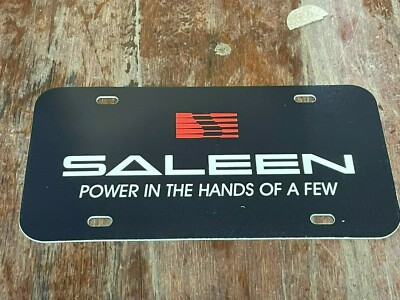 SALEEN
POWER IN THE HANDS OF A FEW